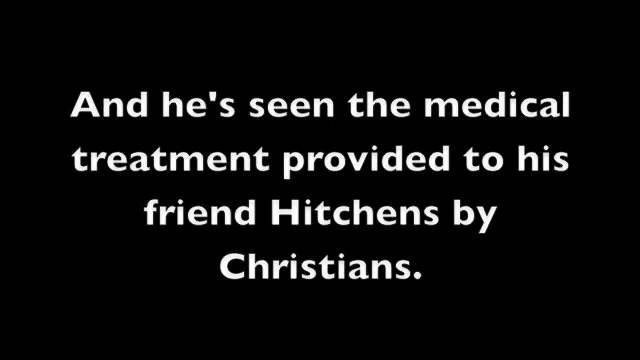 And he's seen the medical
treatment provided to his
friend Hitchens by
Christians.